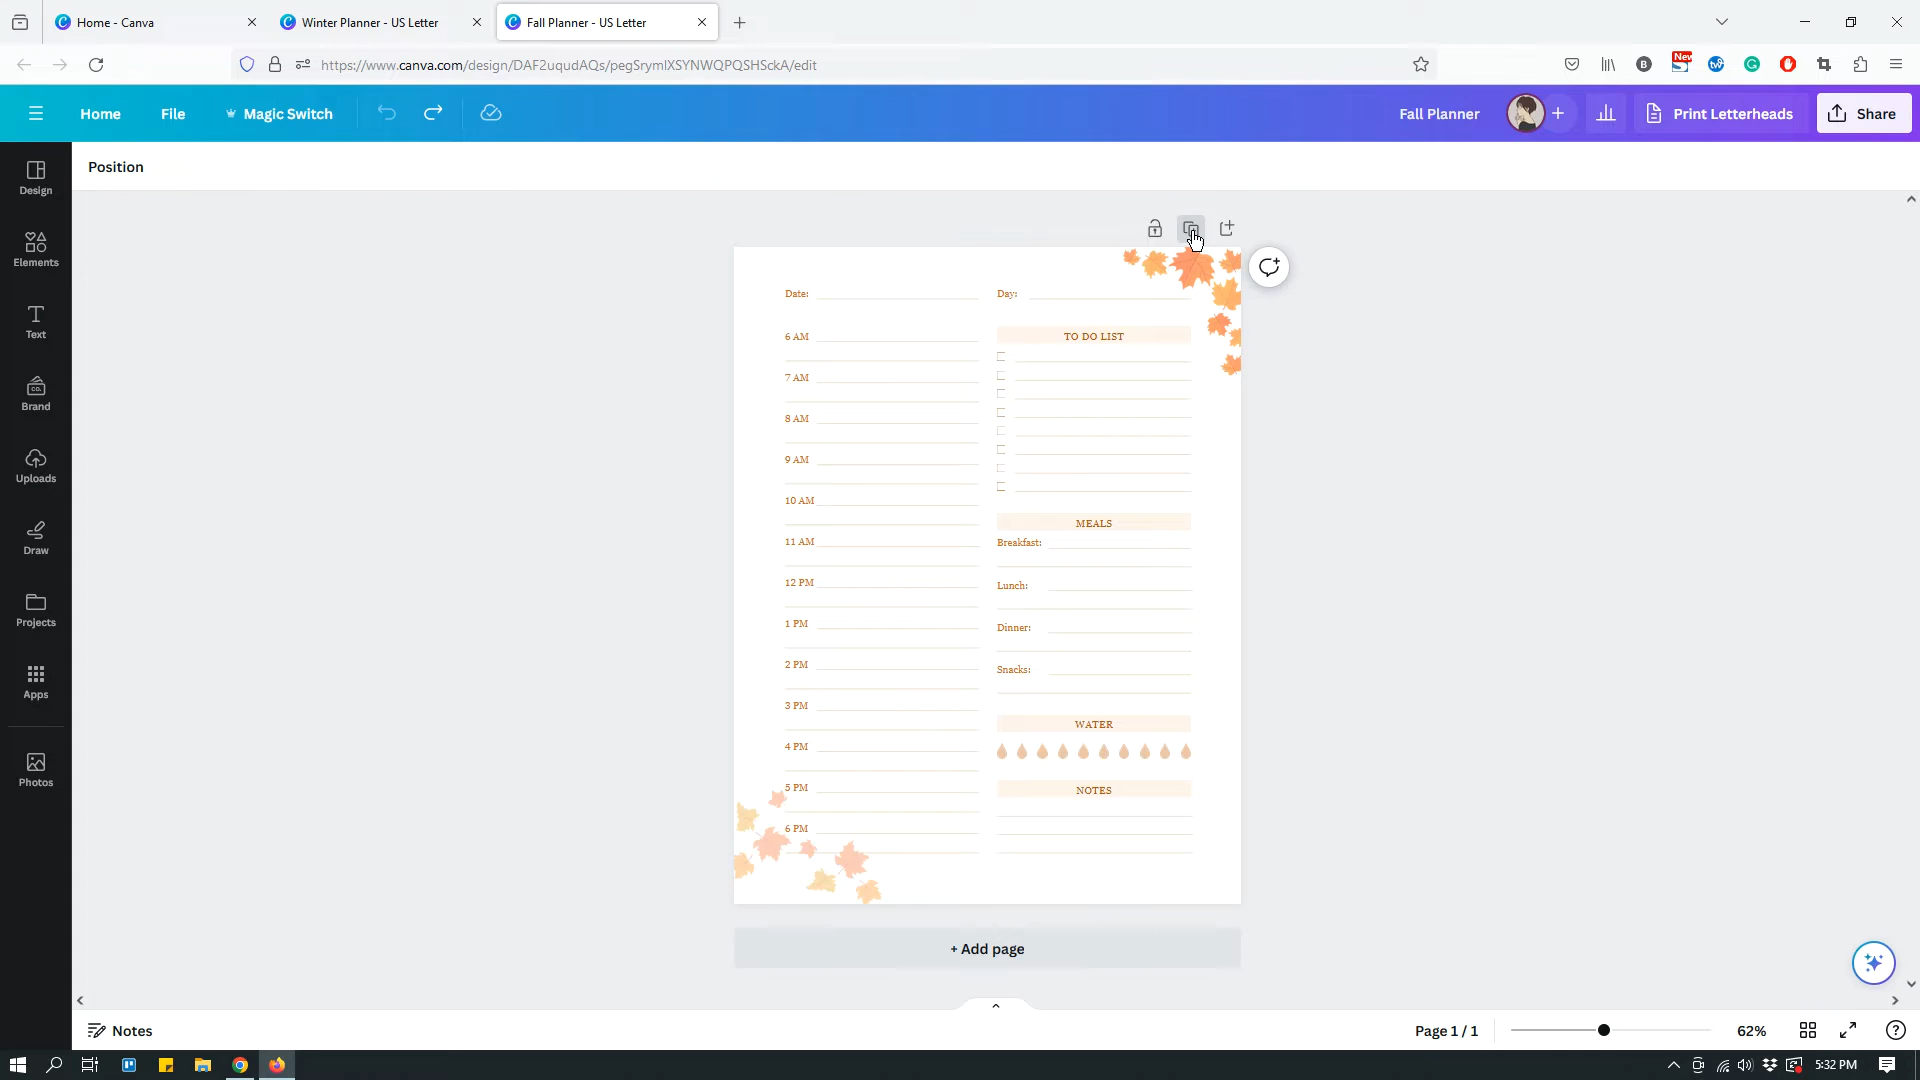 Home - Canva
Winter Planner - US Letter
Fall Planner - US Letter
https://www.canva.com/design/DAF2uqudAQs/pegSrymlXSYNWQPQSHSckA/edit
New
Home
File
Magic Switch
Fall Planner
Print Letterheads
Share
Position
Design
Elements
Text
CO.
Brand
Uploads
Draw
Projects
Apps
Photos
Date:
Day:
6 AM
7 AM
8 AM
9 AM
10 AM
11 AM
12 PM
1 PM
2 PM
3 PM
4 PM
5 PM
6 PM
TO DO LIST
MEALS
Breakfast:
Lunch:
Dinner:
Snacks:
WATER
NOTES
+ Add page
Notes
Page 1 / 1
62%
5:32 PM